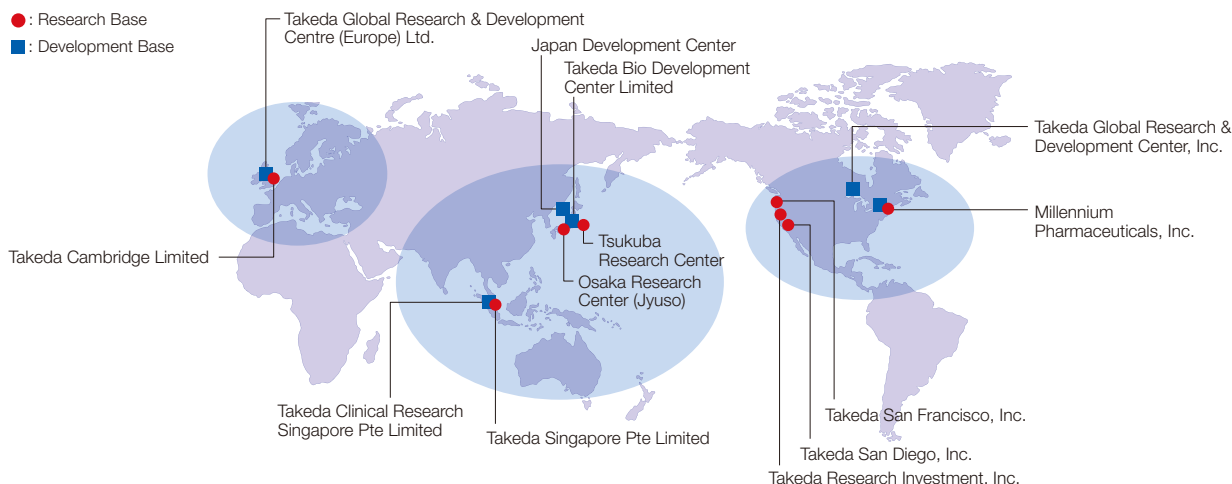 : Research Base
: Development Base
Takeda Global Research & Development
Centre (Europe) Ltd.
Japan Development Center
Takeda Bio Development
Center Limited
Takeda Global Research &
Development Center, Inc.
Millennium
Pharmaceuticals, Inc.
Takeda Cambridge Limited
Tsukuba
Research Center
Osaka Research
Center (Jyuso)
Takeda Clinical Research
Singapore Pte Limited
Takeda Singapore Pte Limited
Takeda San Francisco, Inc.
Takeda San Diego, Inc.
Takeda Research Investment, Inc.